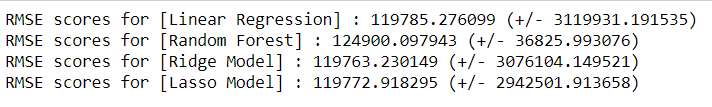 RMSE scores for [Linear Regression] : 119785.276099 (+/- 3119931.191535)
RMSE scores for [Random Forest] : 124900.097943 (+/- 36825.993076)
RMSE scores for [Ridge Model] : 119763.230149 (+/- 3076104.149521)
RMSE scores for [Lasso Model] : 119772.918295 (+/- 2942501.913658)